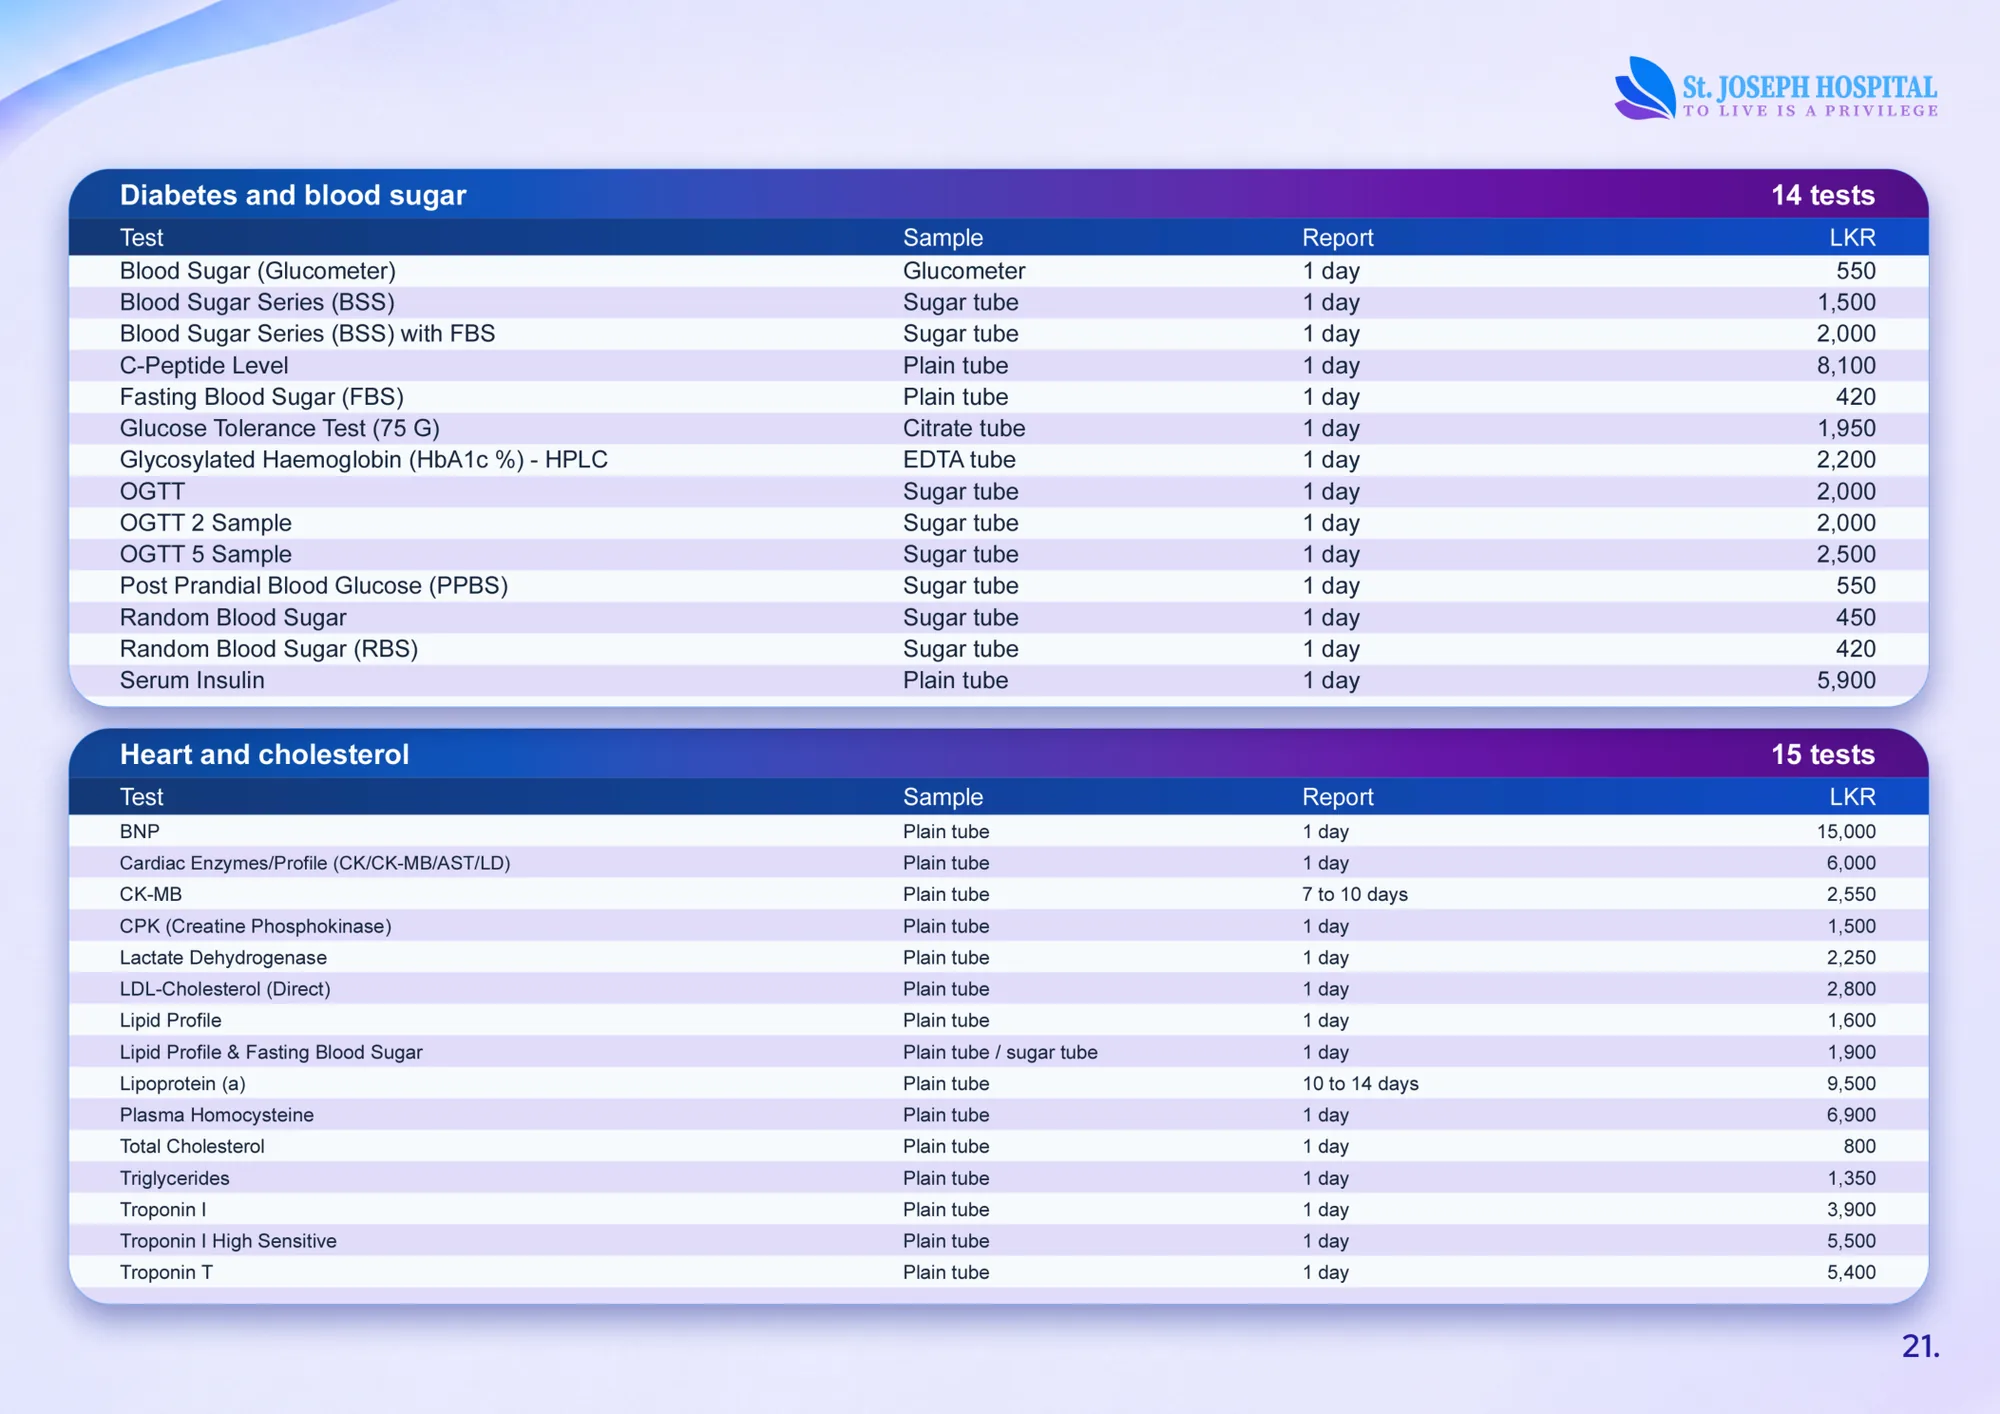 St. JOSEPH HOSPITAL
TO LIVE IS A PRIVILEGE
Diabetes and blood sugar 14 tests
Test Sample Report LKR
Blood Sugar (Glucometer) Glucometer 1 day 550
Blood Sugar Series (BSS) Sugar tube 1 day 1,500
Blood Sugar Series (BSS) with FBS Sugar tube 1 day 2,000
C-Peptide Level Plain tube 1 day 8,100
Fasting Blood Sugar (FBS) Plain tube 1 day 420
Glucose Tolerance Test (75 G) Citrate tube 1 day 1,950
Glycosylated Haemoglobin (HbA1c %) - HPLC EDTA tube 1 day 2,200
OGTT Sugar tube 1 day 2,000
OGTT 2 Sample Sugar tube 1 day 2,000
OGTT 5 Sample Sugar tube 1 day 2,500
Post Prandial Blood Glucose (PPBS) Sugar tube 1 day 550
Random Blood Sugar Sugar tube 1 day 450
Random Blood Sugar (RBS) Sugar tube 1 day 420
Serum Insulin Plain tube 1 day 5,900
Heart and cholesterol 15 tests
Test Sample Report LKR
BNP Plain tube 1 day 15,000
Cardiac Enzymes/Profile (CK/CK-MB/AST/LD) Plain tube 1 day 6,000
CK-MB Plain tube 7 to 10 days 2,550
CPK (Creatine Phosphokinase) Plain tube 1 day 1,500
Lactate Dehydrogenase Plain tube 1 day 2,250
LDL-Cholesterol (Direct) Plain tube 1 day 2,800
Lipid Profile Plain tube 1 day 1,600
Lipid Profile & Fasting Blood Sugar Plain tube / sugar tube 1 day 1,900
Lipoprotein (a) Plain tube 10 to 14 days 9,500
Plasma Homocysteine Plain tube 1 day 6,900
Total Cholesterol Plain tube 1 day 800
Triglycerides Plain tube 1 day 1,350
Troponin I Plain tube 1 day 3,900
Troponin I High Sensitive Plain tube 1 day 5,500
Troponin T Plain tube 1 day 5,400
21.